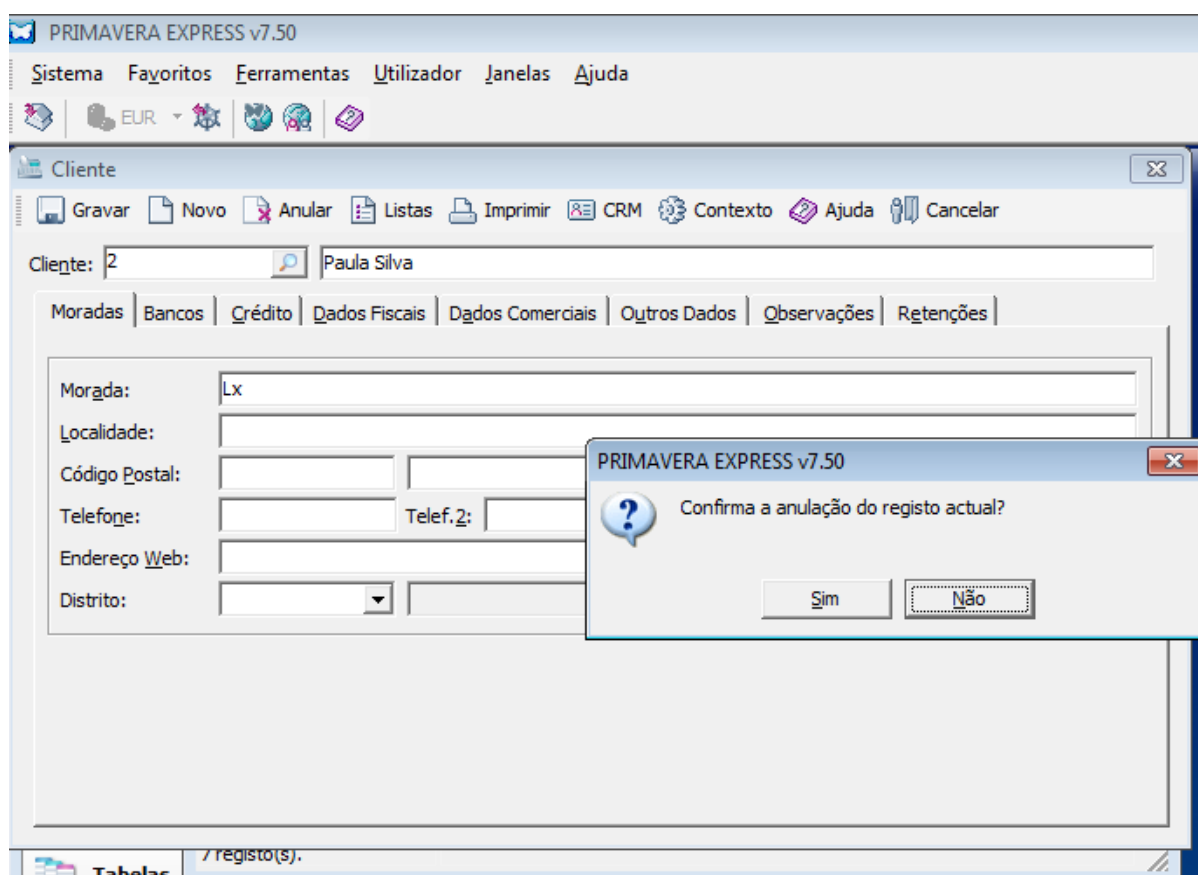 PRIMAVERA EXPRESS v7.50
Sistema Favoritos Ferramentas Utilizador Janelas Ajuda
EUR
Cliente
Gravar Novo Anular Listas Imprimir CRM Contexto Ajuda Cancelar
Cliente: 2 Paula Silva
Moradas Bancos Crédito Dados Fiscais Dados Comerciais Outros Dados Observações Retenções
Morada: Lx
Localidade:
Código Postal:
Telefone: Telef.2:
Endereço Web:
Distrito:
PRIMAVERA EXPRESS v7.50
Confirma a anulação do registo actual?
Sim Não
7 registo(s).
Tabelas